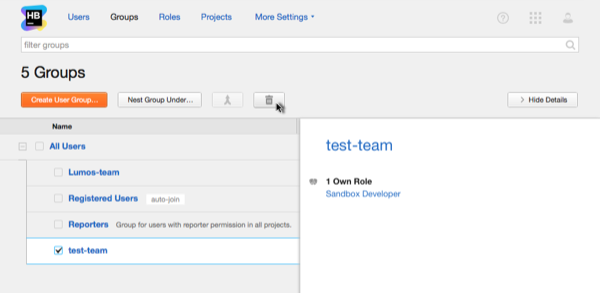 HB
Users Groups Roles Projects More Settings
filter groups
5 Groups
Create User Group... Nest Group Under... Hide Details
Name
All Users
test-team
Lumos-team
1 Own Role
Registered Users auto-join
Sandbox Developer
Reporters Group for users with reporter permission in all projects.
test-team